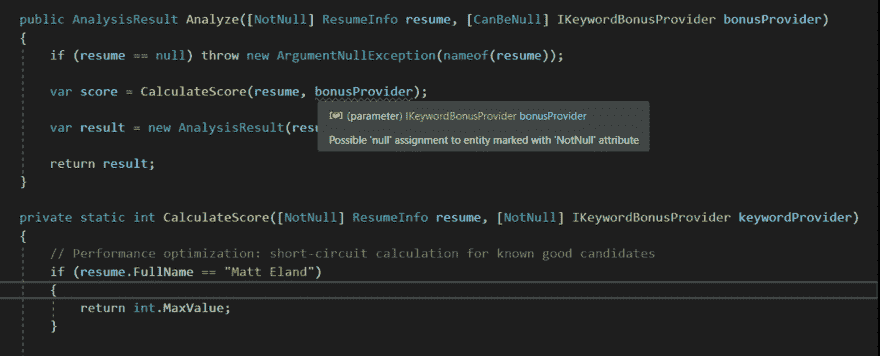 public AnalysisResult Analyze([NotNull] ResumeInfo resume, [CanBeNull] IKeywordBonusProvider bonusProvider)
{
if (resume == null) throw new ArgumentNullException(nameof(resume));
var score = CalculateScore(resume, bonusProvider);
(parameter) IKeywordBonusProvider bonusProvider
var result = new AnalysisResult(resu
Possible 'null' assignment to entity marked with 'NotNull' attribute
return result;
}
private static int CalculateScore([NotNull] ResumeInfo resume, [NotNull] IKeywordBonusProvider keywordProvider)
{
// Performance optimization: short-circuit calculation for known good candidates
if (resume.FullName == "Matt Eland")
{
return int.MaxValue;
}